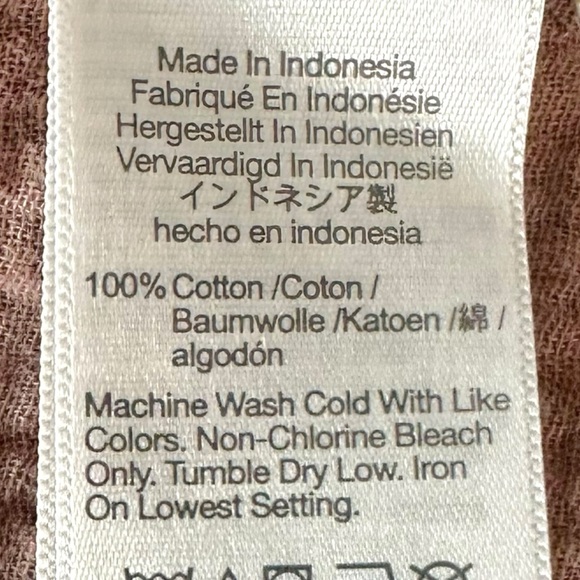 Made In Indonesia
Fabriqué En Indonésie
Hergestellt In Indonesien
Vervaardigd In Indonesië
インドネシア製
hecho en indonesia
100% Cotton /Coton /
Baumwolle /Katoen /綿 /
algodón
Machine Wash Cold With Like
Colors. Non-Chlorine Bleach
Only. Tumble Dry Low. Iron
On Lowest Setting.